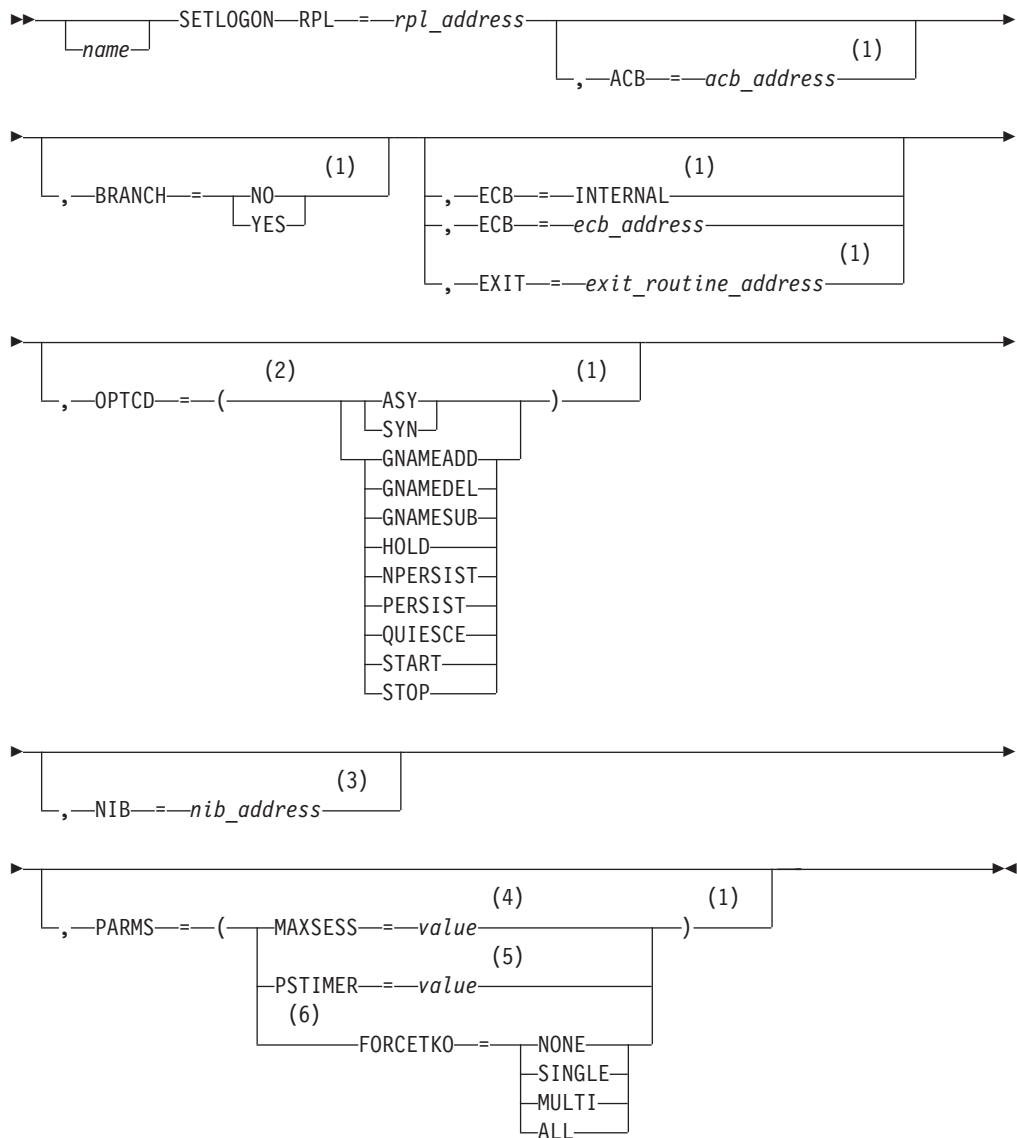 SETLOGON RPL = rpl_address
name
(1)
, ACB = acb_address
(1) (1)
, BRANCH = NO , ECB = INTERNAL
YES , ECB = ecb_address
(1)
, EXIT = exit_routine_address
(2) (1)
, OPTCD = ( ASY )
SYN
GNAMEADD
GNAMEDEL
GNAMESUB
HOLD
NPERSIST
PERSIST
QUIESCE
START
STOP
(3)
, NIB = nib_address
(4) (1)
, PARMS = ( MAXSESS = value )
(5)
PSTIMER = value
(6)
FORCETKO = NONE
SINGLE
MULTI
ALL